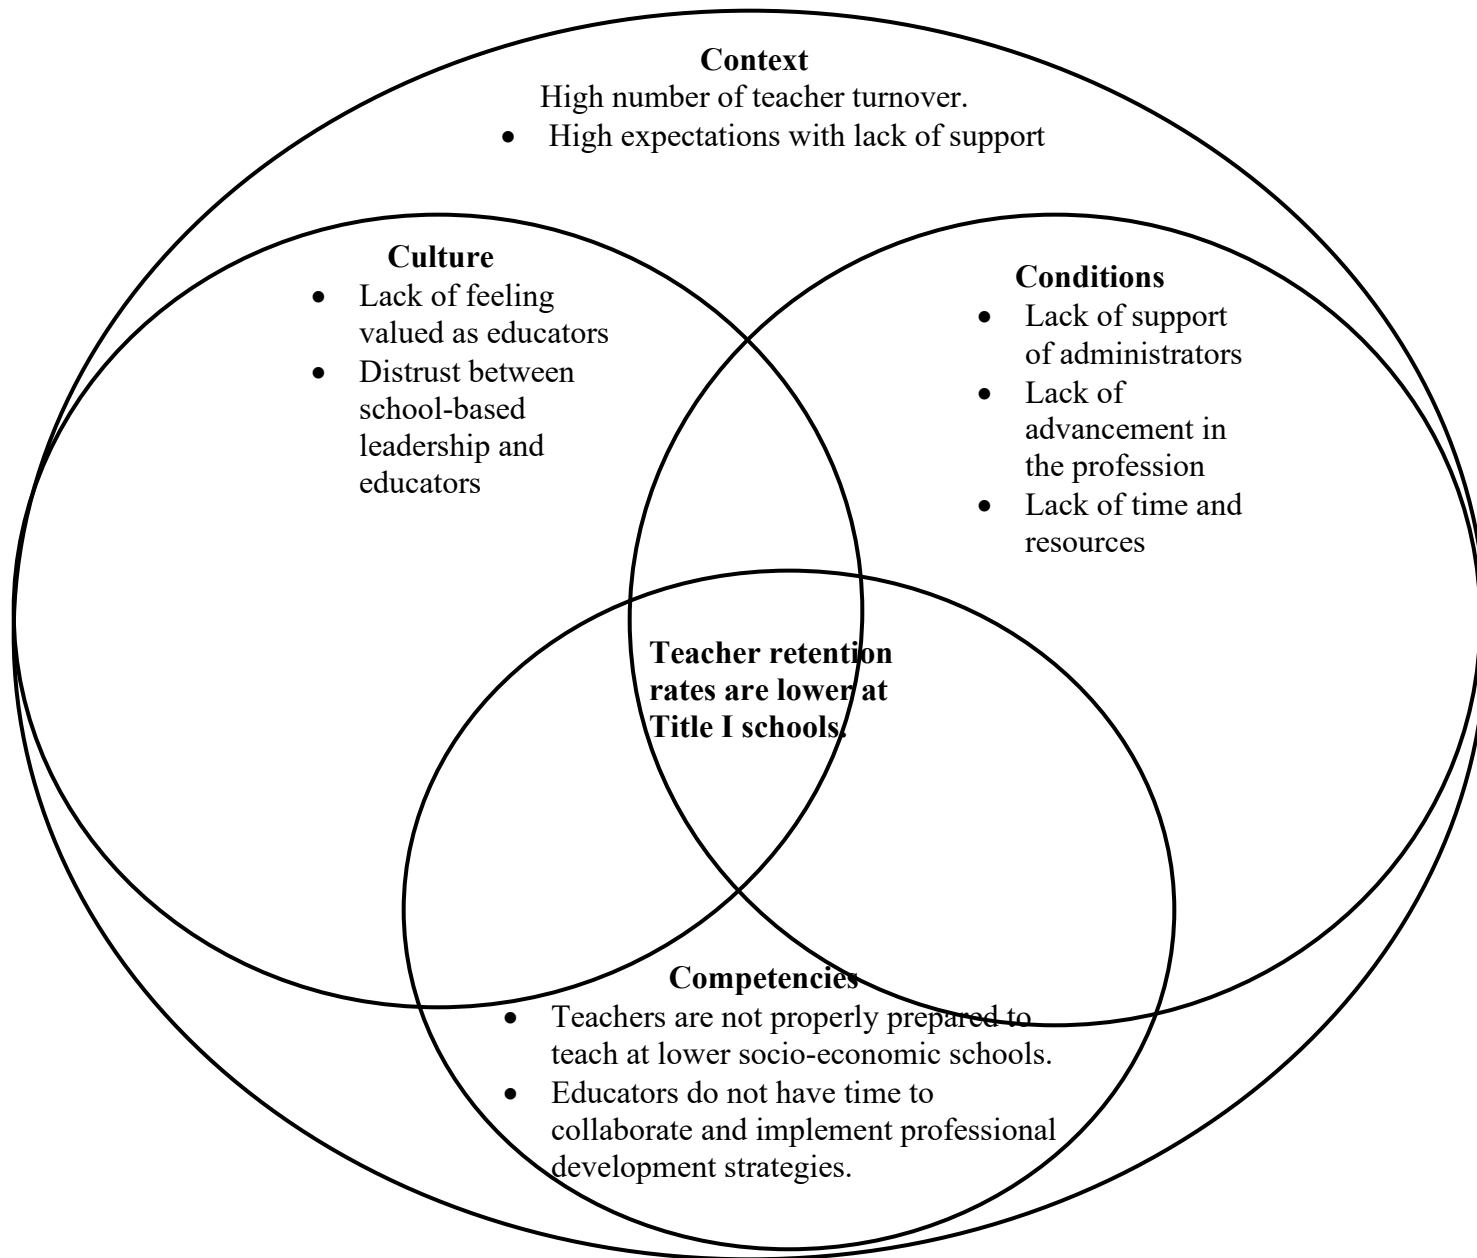 Context
High number of teacher turnover.
• High expectations with lack of support
Culture
• Lack of feeling
valued as educators
• Distrust between
school-based
leadership and
educators
Conditions
• Lack of support
of administrators
• Lack of
advancement in
the profession
• Lack of time and
resources
Teacher retention
rates are lower at
Title I schools.
Competencies
• Teachers are not properly prepared to
teach at lower socio-economic schools.
• Educators do not have time to
collaborate and implement professional
development strategies.